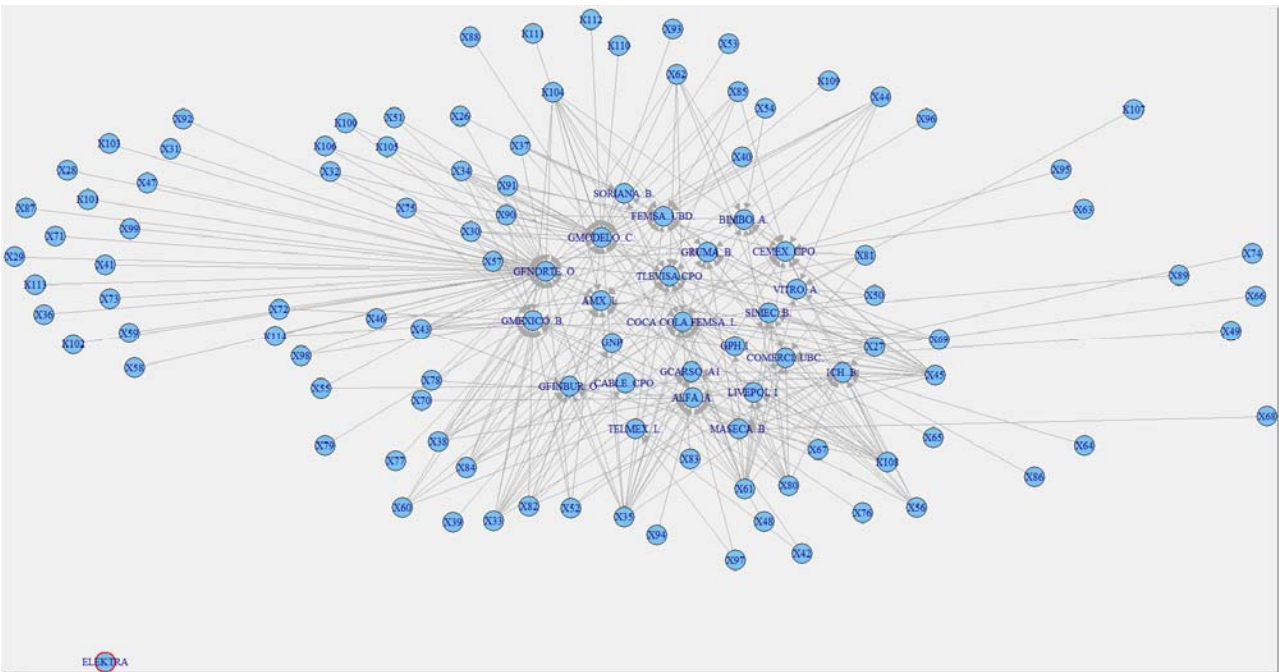 X112
X93
X111
X88
X110
X53
X62
X109
X104
X85
X44
X54
X107
X26
X51
X92
X96
X100
X103
X106
X105
X37
X31
X40
X28
X32
X34
X95
X47
X91
SORIANA_B
K101
X87
X75
X90
FEMSA_UBD
BIMBO_A
X63
X99
X30
X71
GMODELO_C
GRUMA_B
CEMEX_CPO
X74
X29
X41
X57
X81
GFNORTE_O
TLEVISA.CPO
X89
X113
VITRO_A
X50
X66
X73
AMX_L
X72
X36
X46
GMEXICO_B
COCA.COLA.FEMSA_L
SIMEC_B
X43
X49
X59
X114
X69
X102
GNP
GPH_1
X27
X98
COMERCI_UBC
X58
GCARSO_A1
ICH_B
X45
X78
X55
GFINBUR_O
CABLE_CPO
X70
ALFA_A
LIVEPOL_1
X68
TELMEX_L
MASECA_B
X38
X65
X79
X64
X67
X77
X83
X108
X84
X86
X61
X80
X60
X82
X52
X56
X76
X35
X39
X33
X48
X94
X42
X97
ELEKTRA